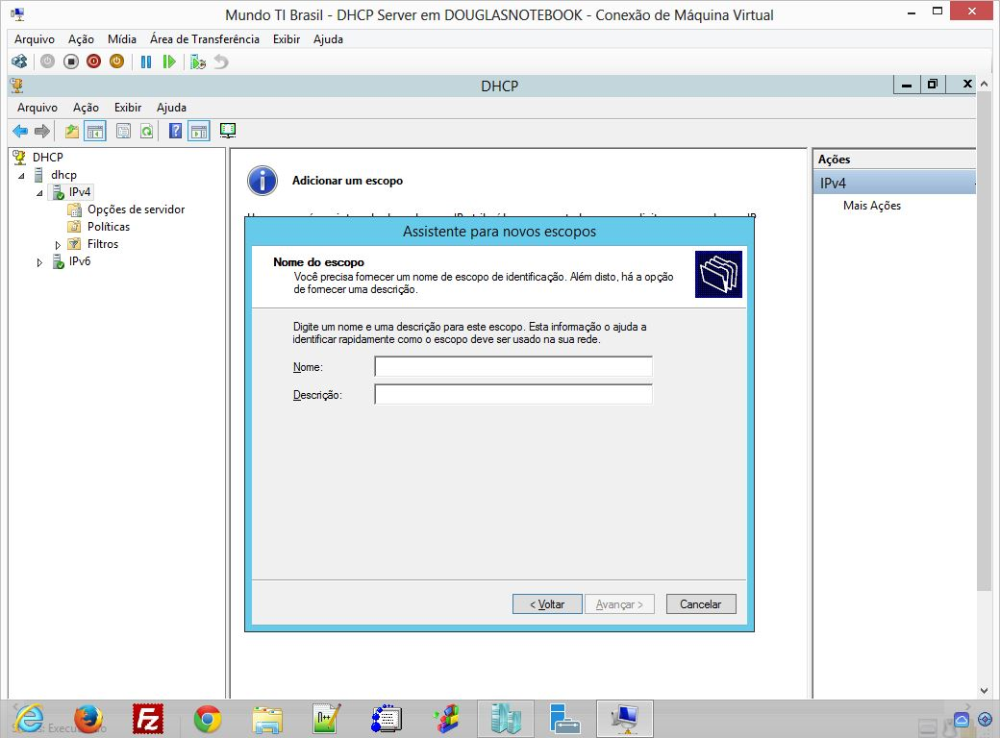 Mundo TI Brasil - DHCP Server em DOUGLASNOTEBOOK - Conexão de Máquina Virtual
Arquivo Ação Mídia Área de Transferência Exibir Ajuda
DHCP
Arquivo Ação Exibir Ajuda
DHCP
dhcp
IPv4
Opções de servidor
Políticas
Filtros
IPv6
Adicionar um escopo
Assistente para novos escopos
Nome do escopo
Você precisa fornecer um nome de escopo de identificação. Além disto, há a opção
de fornecer uma descrição.
Digite um nome e uma descrição para este escopo. Esta informação o ajuda a
identificar rapidamente como o escopo deve ser usado na sua rede.
Nome:
Descrição:
< Voltar Avançar > Cancelar
Ações
IPv4
Mais Ações